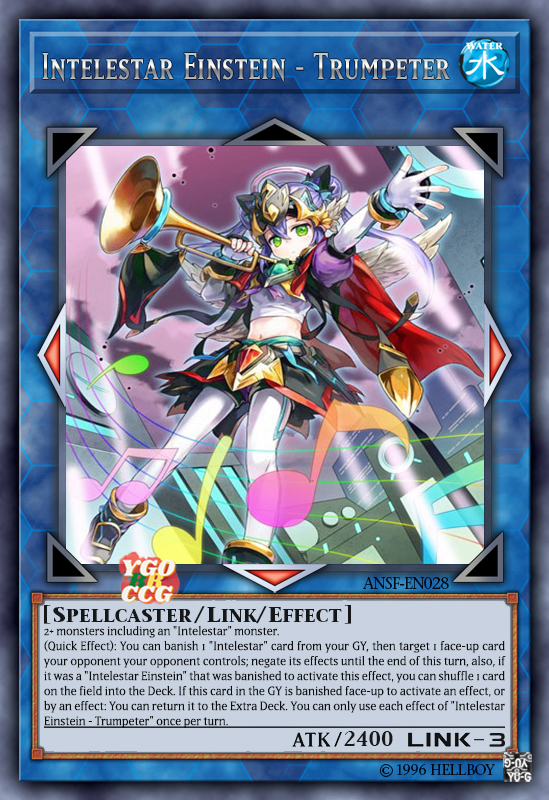 INTELESTAR EINSTEIN - TRUMPETER
WATER
水
YGO
CCG
ANSF-EN028
[SPELLCASTER/LINK/EFFECT]
2+ monsters including an "Intelestar" monster.
(Quick Effect): You can banish 1 "Intelestar" card from your GY, then target 1 face-up card
your opponent your opponent controls; negate its effects until the end of this turn, also, if
it was a "Intelestar Einstein" that was banished to activate this effect, you can shuffle 1
card on the field into the Deck. If this card in the GY is banished face-up to activate an effect, or
by an effect: You can return it to the Extra Deck. You can only use each effect of "Intelestar
Einstein - Trumpeter" once per turn.
ATK/2400 LINK-3
© 1996 HELLBOY